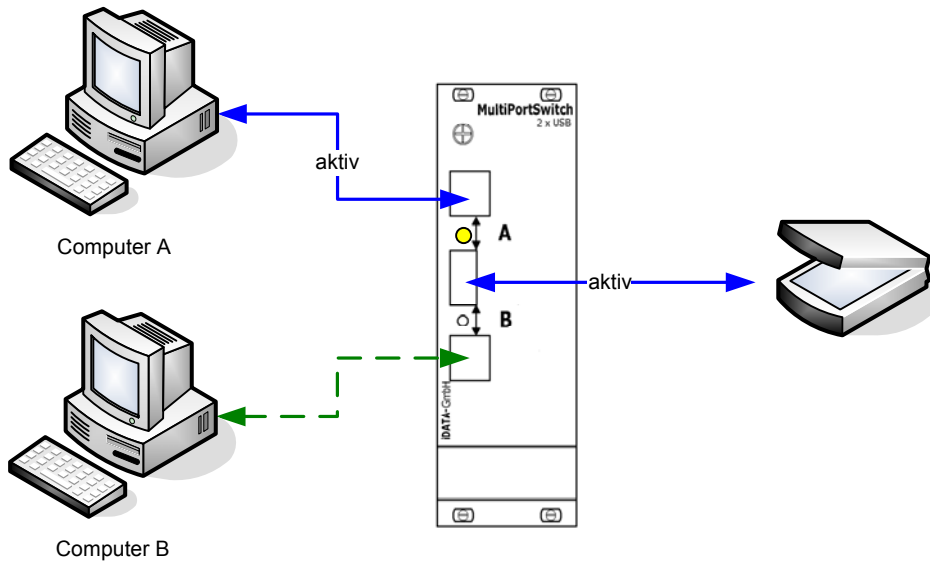 MultiPortSwitch
2 x USB
aktiv
Computer A
A
aktiv
B
iDATA-GmbH
Computer B